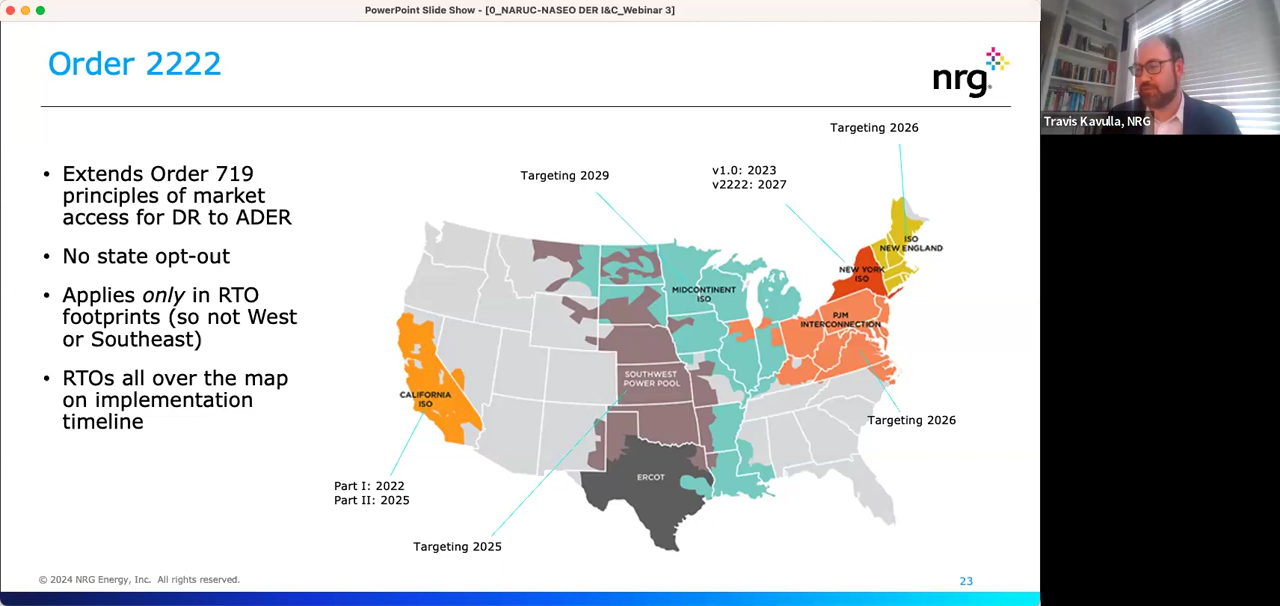 PowerPoint Slide Show - [0_NARUC-NASEO DER I&C_Webinar 3]
Order 2222
nrg
Travis Kavulla, NRG
• Extends Order 719
principles of market
access for DR to ADER
• No state opt-out
• Applies only in RTO
footprints (so not West
or Southeast)
• RTOs all over the map
on implementation
timeline
Targeting 2026
Targeting 2029
v1.0: 2023
v2222: 2027
ISO
NEW ENGLAND
NEW YORK
ISO
MIDCONTINENT
ISO
PJM
INTERCONNECTION
SOUTHWEST
POWER POOL
CALIFORNIA
ISO
Targeting 2026
ERCOT
Part I: 2022
Part II: 2025
Targeting 2025
© 2024 NRG Energy, Inc. All rights reserved.
23